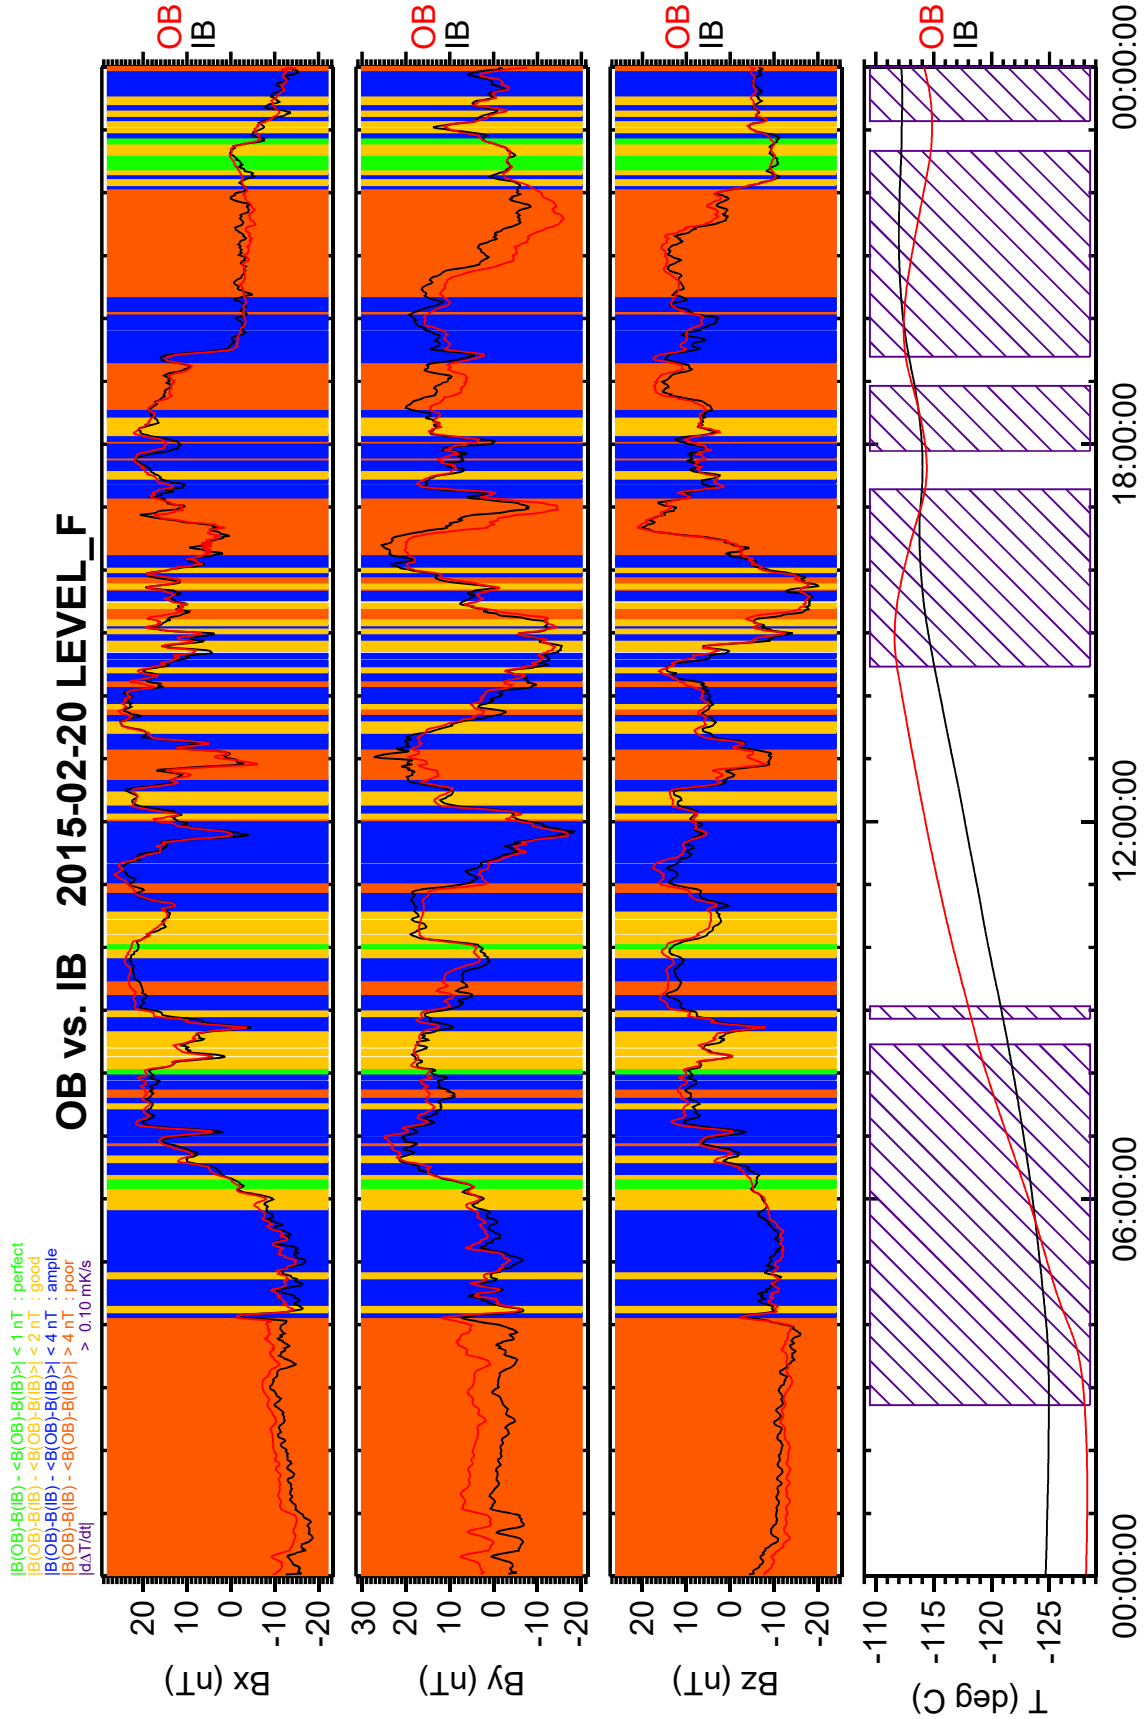 OB vs. IB 2015-02-20 LEVEL_F
|B(OB)-B(IB) - <B(OB)-B(IB)>| < 1 nT : perfect
|B(OB)-B(IB) - <B(OB)-B(IB)>| < 2 nT : good
|B(OB)-B(IB) - <B(OB)-B(IB)>| < 4 nT : ample
|B(OB)-B(IB) - <B(OB)-B(IB)>| > 4 nT : poor
|dΔT/dt| > 0.10 mK/s
Bx (nT)
20
10
0
-10
-20
OB
IB
By (nT)
30
20
10
0
-10
-20
OB
IB
Bz (nT)
20
10
0
-10
-20
OB
IB
T (deg C)
-110
-115
-120
-125
OB
IB
00:00:00 06:00:00 12:00:00 18:00:00 00:00:00